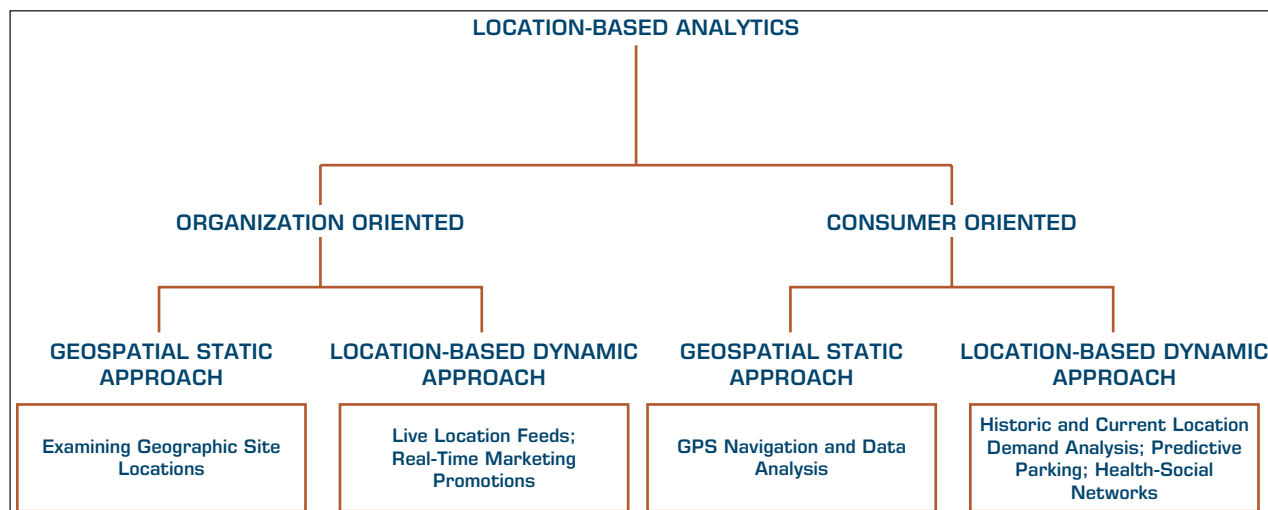 LOCATION-BASED ANALYTICS
ORGANIZATION ORIENTED
CONSUMER ORIENTED
GEOSPATIAL STATIC
APPROACH
LOCATION-BASED DYNAMIC
APPROACH
GEOSPATIAL STATIC
APPROACH
LOCATION-BASED DYNAMIC
APPROACH
Examining Geographic Site
Locations
Live Location Feeds;
Real-Time Marketing
Promotions
GPS Navigation and Data
Analysis
Historic and Current Location
Demand Analysis; Predictive
Parking; Health-Social
Networks